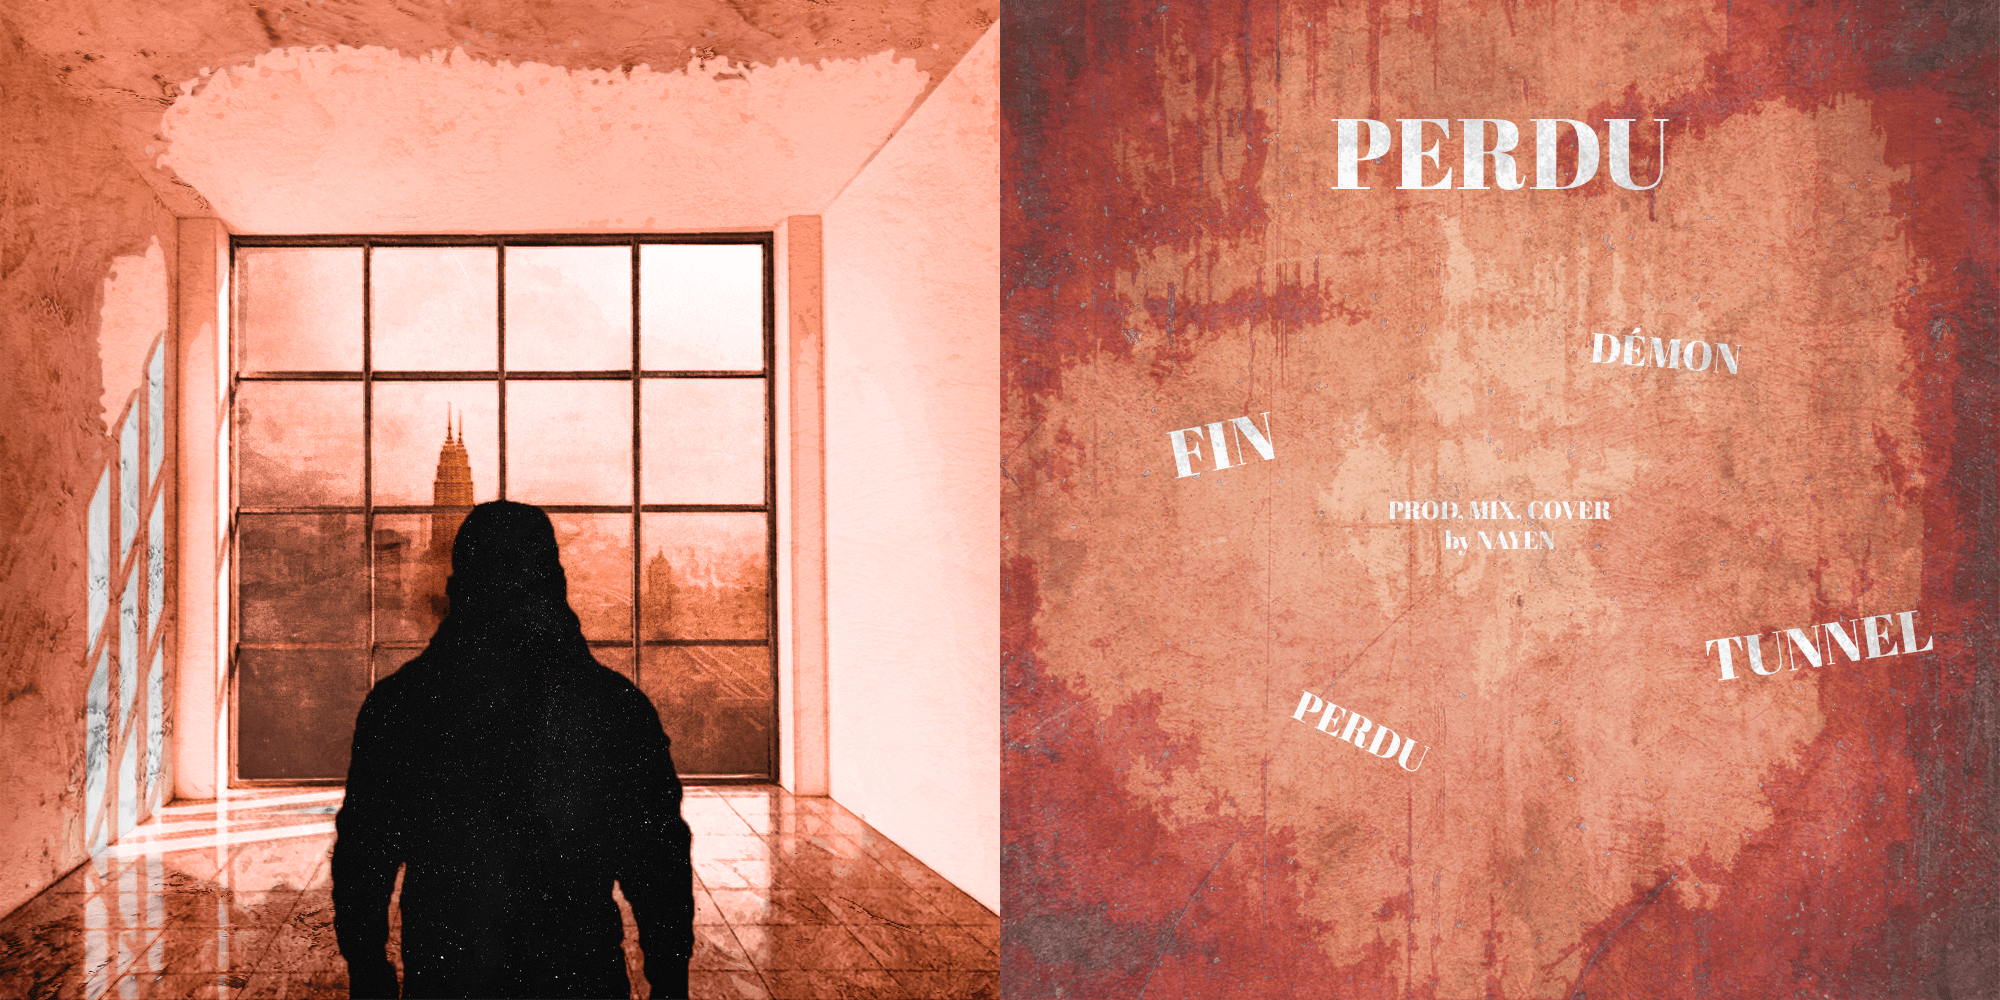 PERDU
DÉMON
FIN
PROD. MIX. COVER
by NAYEN
TUNNEL
PERDU